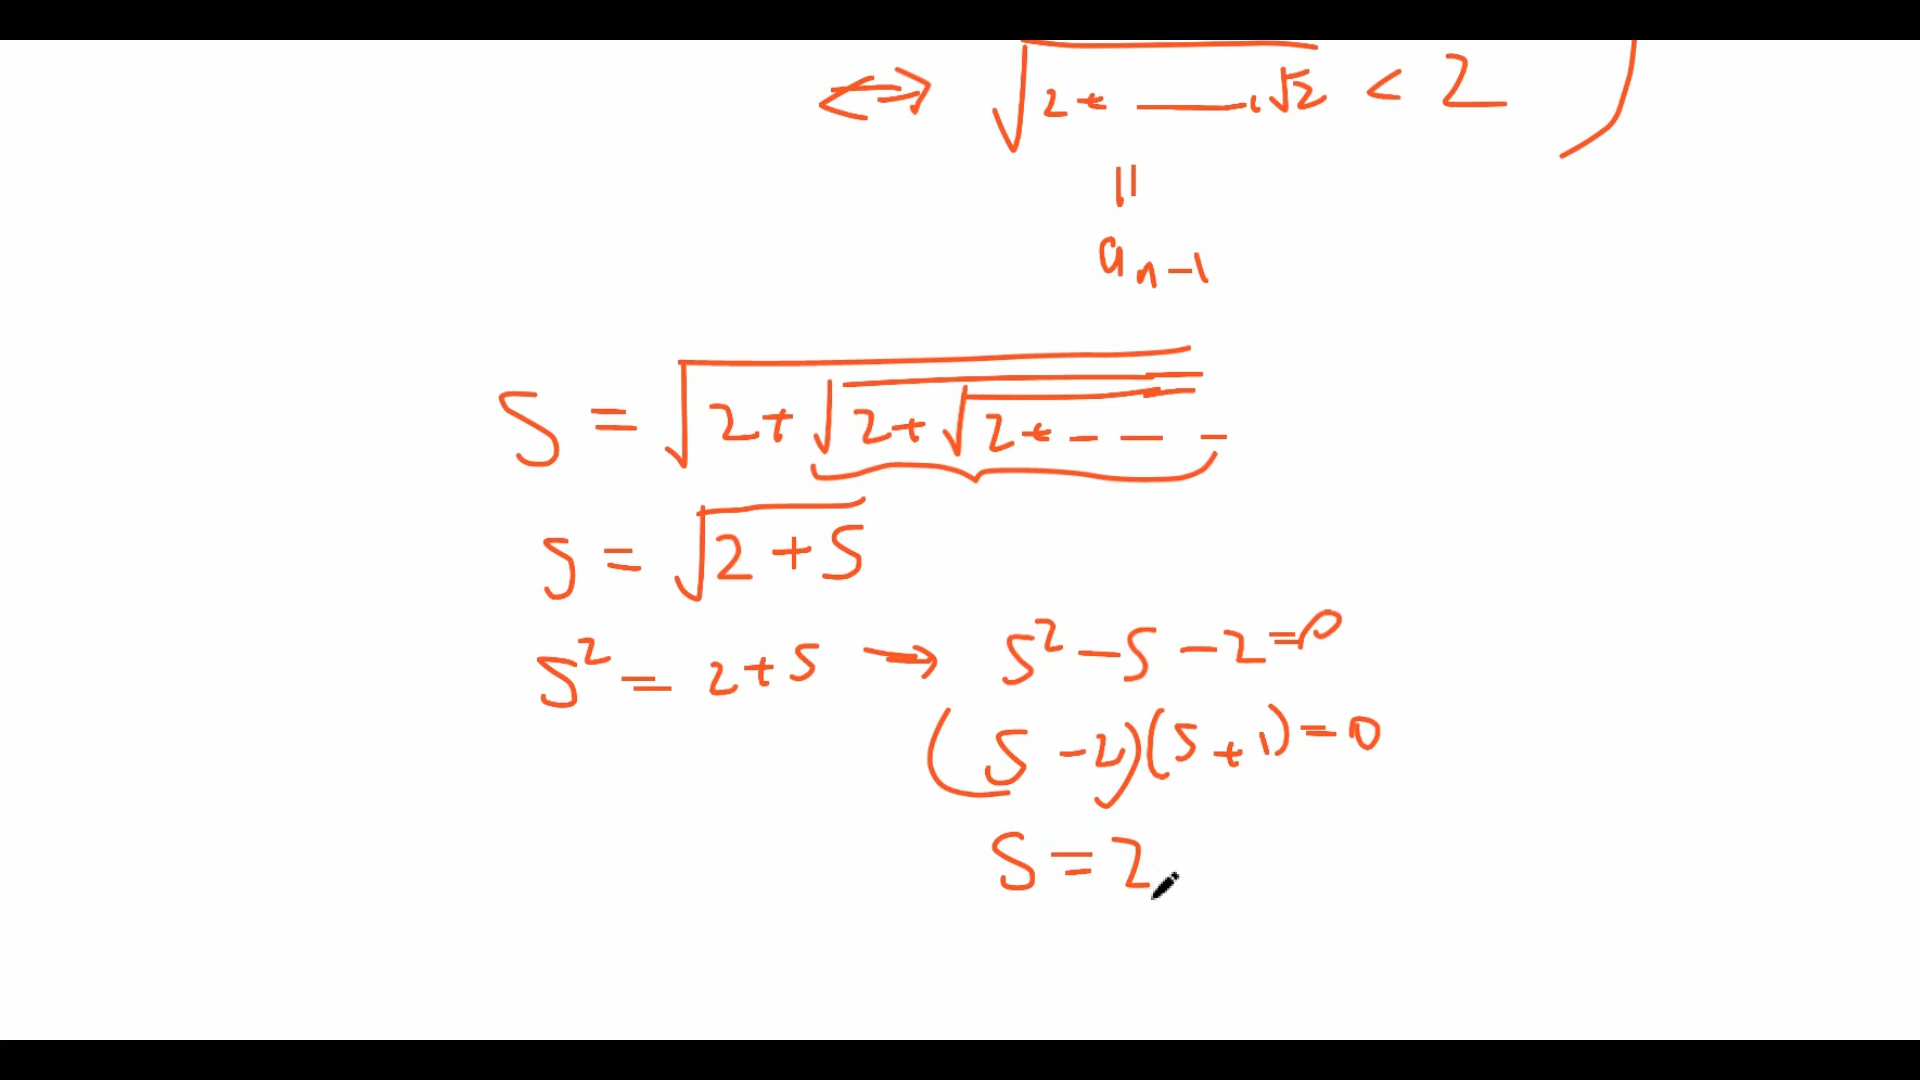 ⟺ √(2+ ——.√2) < 2 )
||
aₙ₋₁
S = √(2+√(2+√(2+ - - -
S = √(2+S)
S² = 2+S → S² - S - 2 = 0
(S - 2)(S + 1) = 0
S = 2